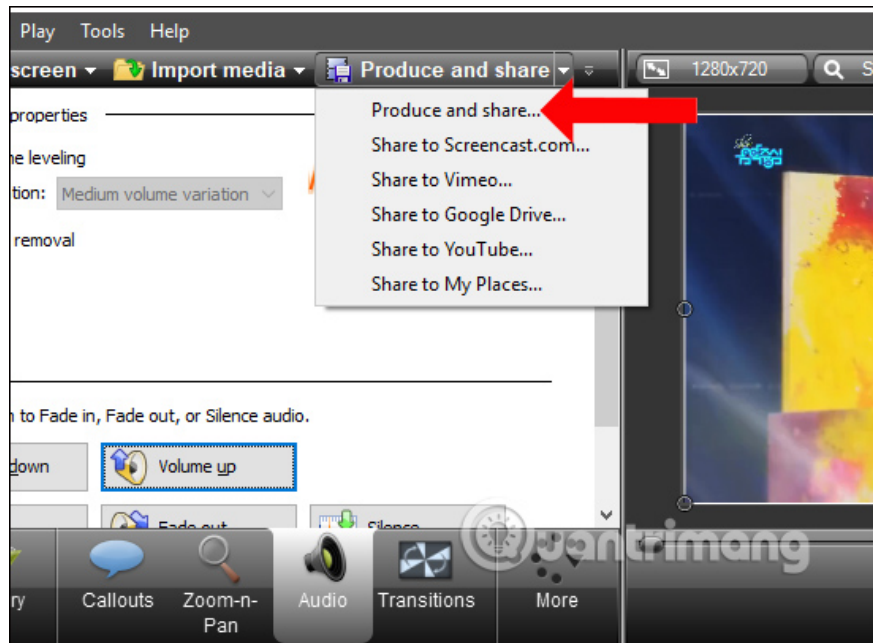 Play Tools Help
screen Import media Produce and share 1280x720 S
Produce and share...
Share to Screencast.com...
Share to Vimeo...
Share to Google Drive...
Share to YouTube...
Share to My Places...
properties
e leveling
tion: Medium volume variation
removal
n to Fade in, Fade out, or Silence audio.
down Volume up
Fade out Silence
Quantrimang
ry Callouts Zoom-n-Pan Audio Transitions More